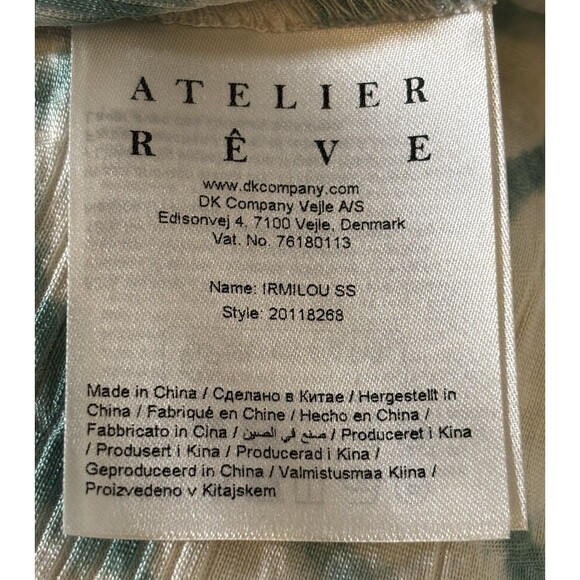 ATELIER
RÊVE
www.dkcompany.com
DK Company Vejle A/S
Edisonvej 4, 7100 Vejle, Denmark
Vat. No. 76180113
Name: IRMILOU SS
Style: 20118268
Made in China / Сделано в Китае / Hergestellt in
China / Fabriqué en Chine / Hecho en China /
Fabbricato in Cina / صنع في الصين / Produceret i Kina
/ Produsert i Kina / Producerad i Kina /
Geproduceerd in China / Valmistusmaa Kiina /
Proizvedeno v Kitajskem